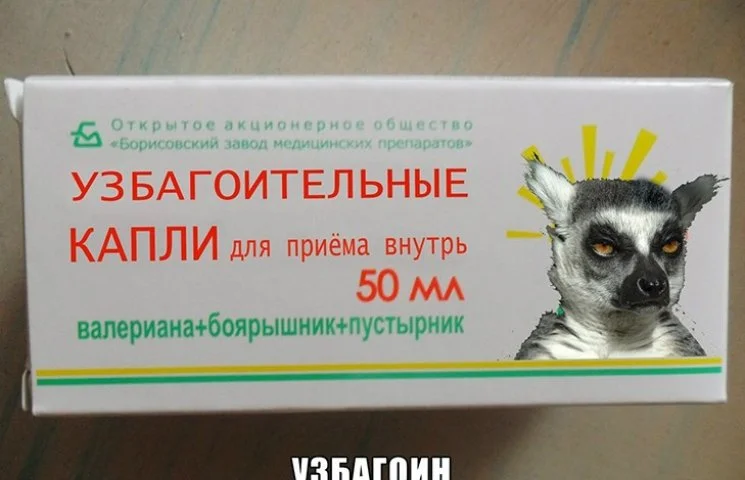 Открытое акционерное общество
«Борисовский завод медицинских препаратов»
УЗБАГОИТЕЛЬНЫЕ
КАПЛИ для приёма внутрь
50 мл
валериана+боярышник+пустырник
УЗБАГОИН